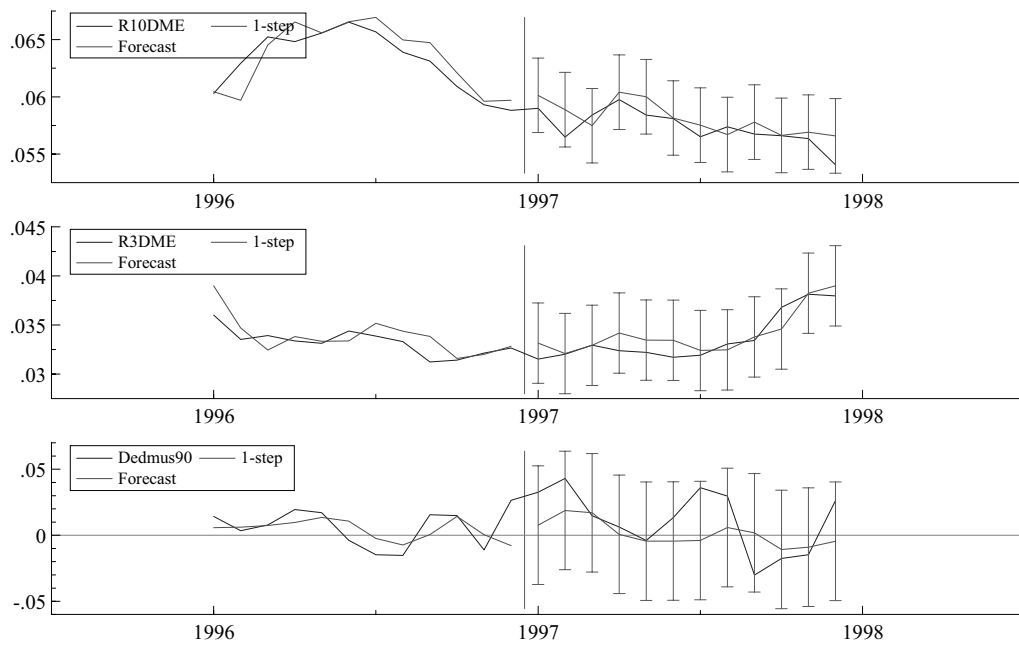 R10DME 1-step
Forecast
.065
.06
.055
1996 1997 1998
.045
R3DME 1-step
Forecast
.04
.035
.03
1996 1997 1998
Dedmus90 1-step
.05
Forecast
0
-.05
1996 1997 1998